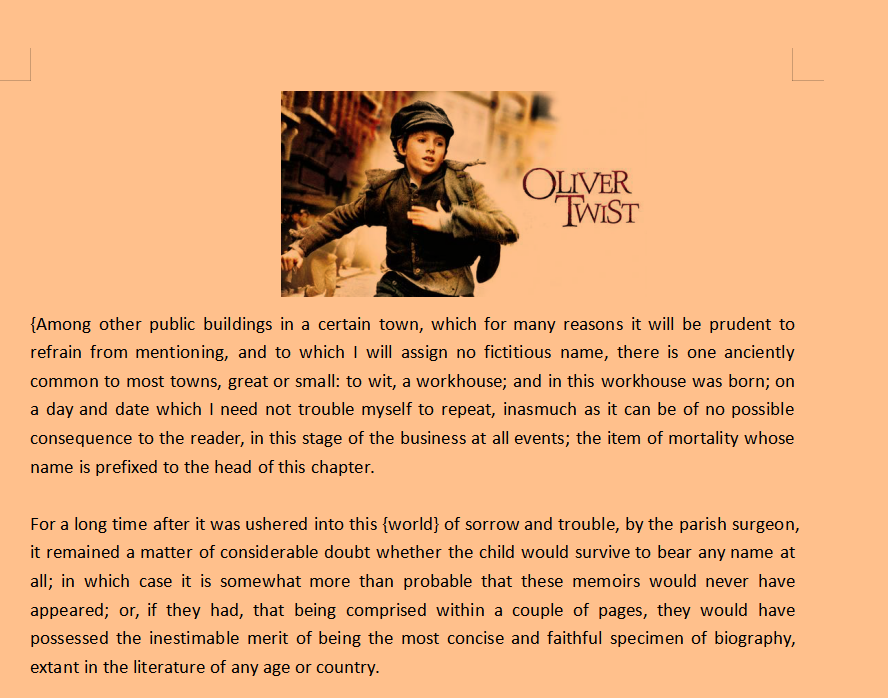 OLIVER
TWIST
{Among other public buildings in a certain town, which for many reasons it will be prudent to
refrain from mentioning, and to which I will assign no fictitious name, there is one anciently
common to most towns, great or small: to wit, a workhouse; and in this workhouse was born; on
a day and date which I need not trouble myself to repeat, inasmuch as it can be of no possible
consequence to the reader, in this stage of the business at all events; the item of mortality whose
name is prefixed to the head of this chapter.
For a long time after it was ushered into this {world} of sorrow and trouble, by the parish surgeon,
it remained a matter of considerable doubt whether the child would survive to bear any name at
all; in which case it is somewhat more than probable that these memoirs would never have
appeared; or, if they had, that being comprised within a couple of pages, they would have
possessed the inestimable merit of being the most concise and faithful specimen of biography,
extant in the literature of any age or country.